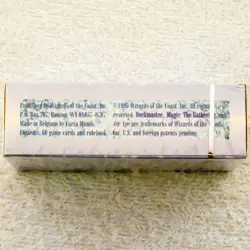 Published by Wizards of the Coast, Inc.
P.O. Box 707, Renton, WA 98057-0707.
Made in Belgium by Carta Mundi.
Contents: 60 game cards and rulebook.
©1995 Wizards of the Coast, Inc. All rights
reserved. Deckmaster, Magic: The Gathering and
are trademarks of Wizards of the
Inc. U.S. and foreign patents pending.